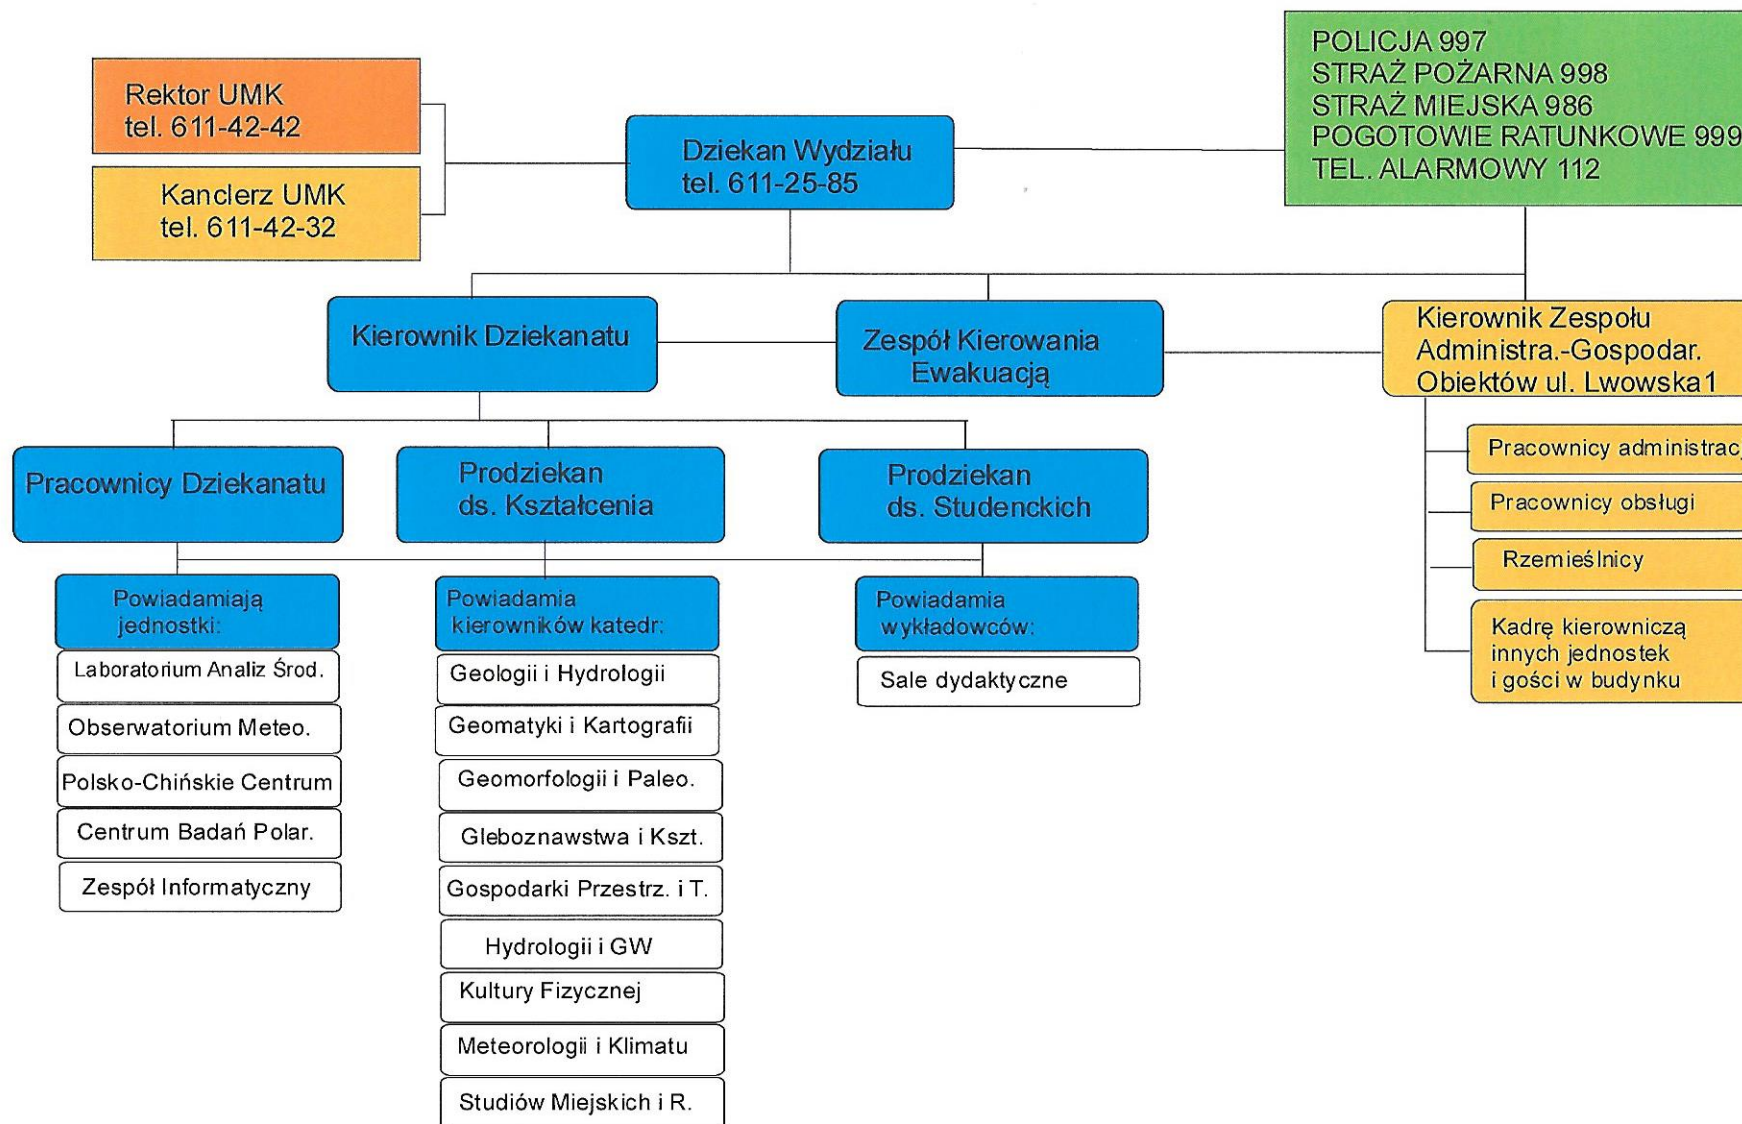 Rektor UMK
tel. 611-42-42
Kanclerz UMK
tel. 611-42-32
Dziekan Wydziału
tel. 611-25-85
POLICJA 997
STRAŻ POŻARNA 998
STRAŻ MIEJSKA 986
POGOTOWIE RATUNKOWE 999
TEL. ALARMOWY 112
Kierownik Dziekanatu
Zespół Kierowania
Ewakuacją
Kierownik Zespołu
Administra.-Gospodar.
Obiektów ul. Lwowska1
Pracownicy administrac
Pracownicy obsługi
Rzemieślnicy
Kadrę kierowniczą
innych jednostek
i gości w budynku
Pracownicy Dziekanatu
Prodziekan
ds. Kształcenia
Prodziekan
ds. Studenckich
Powiadamiają
jednostki:
Laboratorium Analiz Środ.
Obserwatorium Meteo.
Polsko-Chińskie Centrum
Centrum Badań Polar.
Zespół Informatyczny
Powiadamia
kierowników katedr:
Geologii i Hydrologii
Geomatyki i Kartografii
Geomorfologii i Paleo.
Gleboznawstwa i Kszt.
Gospodarki Przestrz. i T.
Hydrologii i GW
Kultury Fizycznej
Meteorologii i Klimatu
Studiów Miejskich i R.
Powiadamia
wykładowców:
Sale dydaktyczne